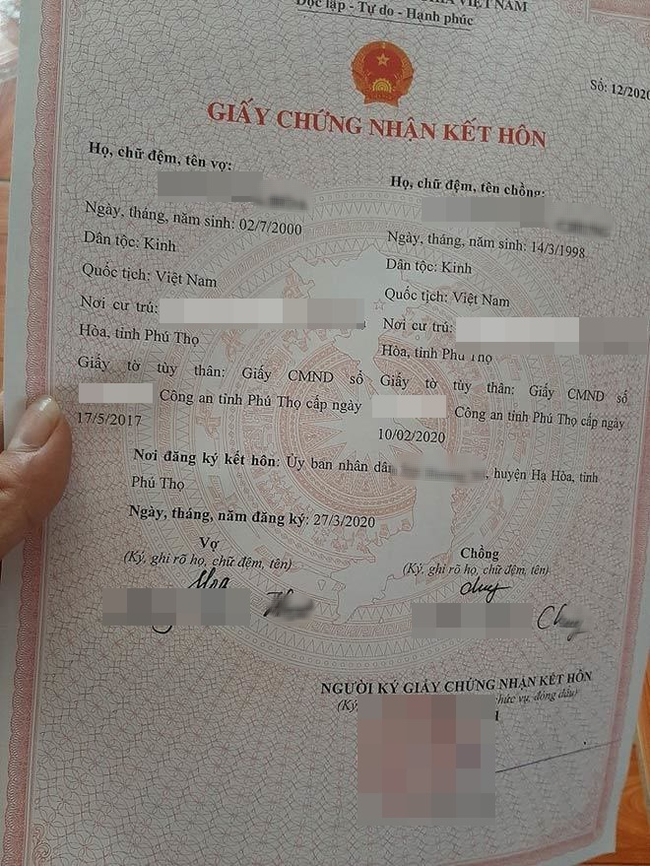 NAM
Độc lập - Tự do - Hạnh phúc
Số: 12/2020
GIẤY CHỨNG NHẬN KẾT HÔN
Họ, chữ đệm, tên vợ:
Ngày, tháng, năm sinh: 02/7/2000
Dân tộc: Kinh
Quốc tịch: Việt Nam
Nơi cư trú:
Hòa, tỉnh Phú Thọ
Giấy tờ tùy thân: Giấy CMND số
Công an tỉnh Phú Thọ cấp ngày
17/5/2017
Họ, chữ đệm, tên chồng:
Ngày, tháng, năm sinh: 14/3/1998
Dân tộc: Kinh
Quốc tịch: Việt Nam
Nơi cư trú:
Hòa, tỉnh Phú Thọ
Giấy tờ tùy thân: Giấy CMND số
Công an tỉnh Phú Thọ cấp ngày
10/02/2020
Nơi đăng ký kết hôn: Ủy ban nhân dân , huyện Hạ Hòa, tỉnh
Phú Thọ
Ngày, tháng, năm đăng ký: 27/3/2020
Vợ
(Ký, ghi rõ họ, chữ đệm, tên)
Chồng
(Ký, ghi rõ họ, chữ đệm, tên)
NGƯỜI KÝ GIẤY CHỨNG NHẬN KẾT HÔN
(Ký, chức vụ, đóng dấu)